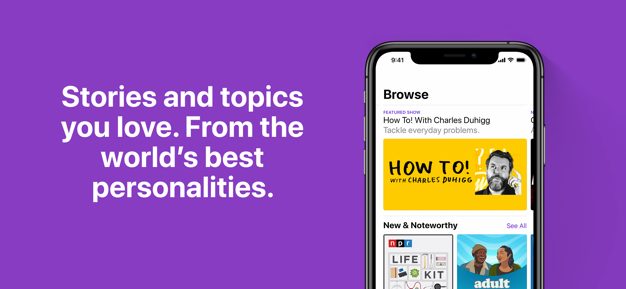 Stories and topics
you love. From the
world's best
personalities.
9:41
Browse
FEATURED SHOW
How To! With Charles Duhigg
Tackle everyday problems.
HOW TO!
WITH CHARLES DUHIGG
New & Noteworthy
See All
npr
LIFE
KIT
adult